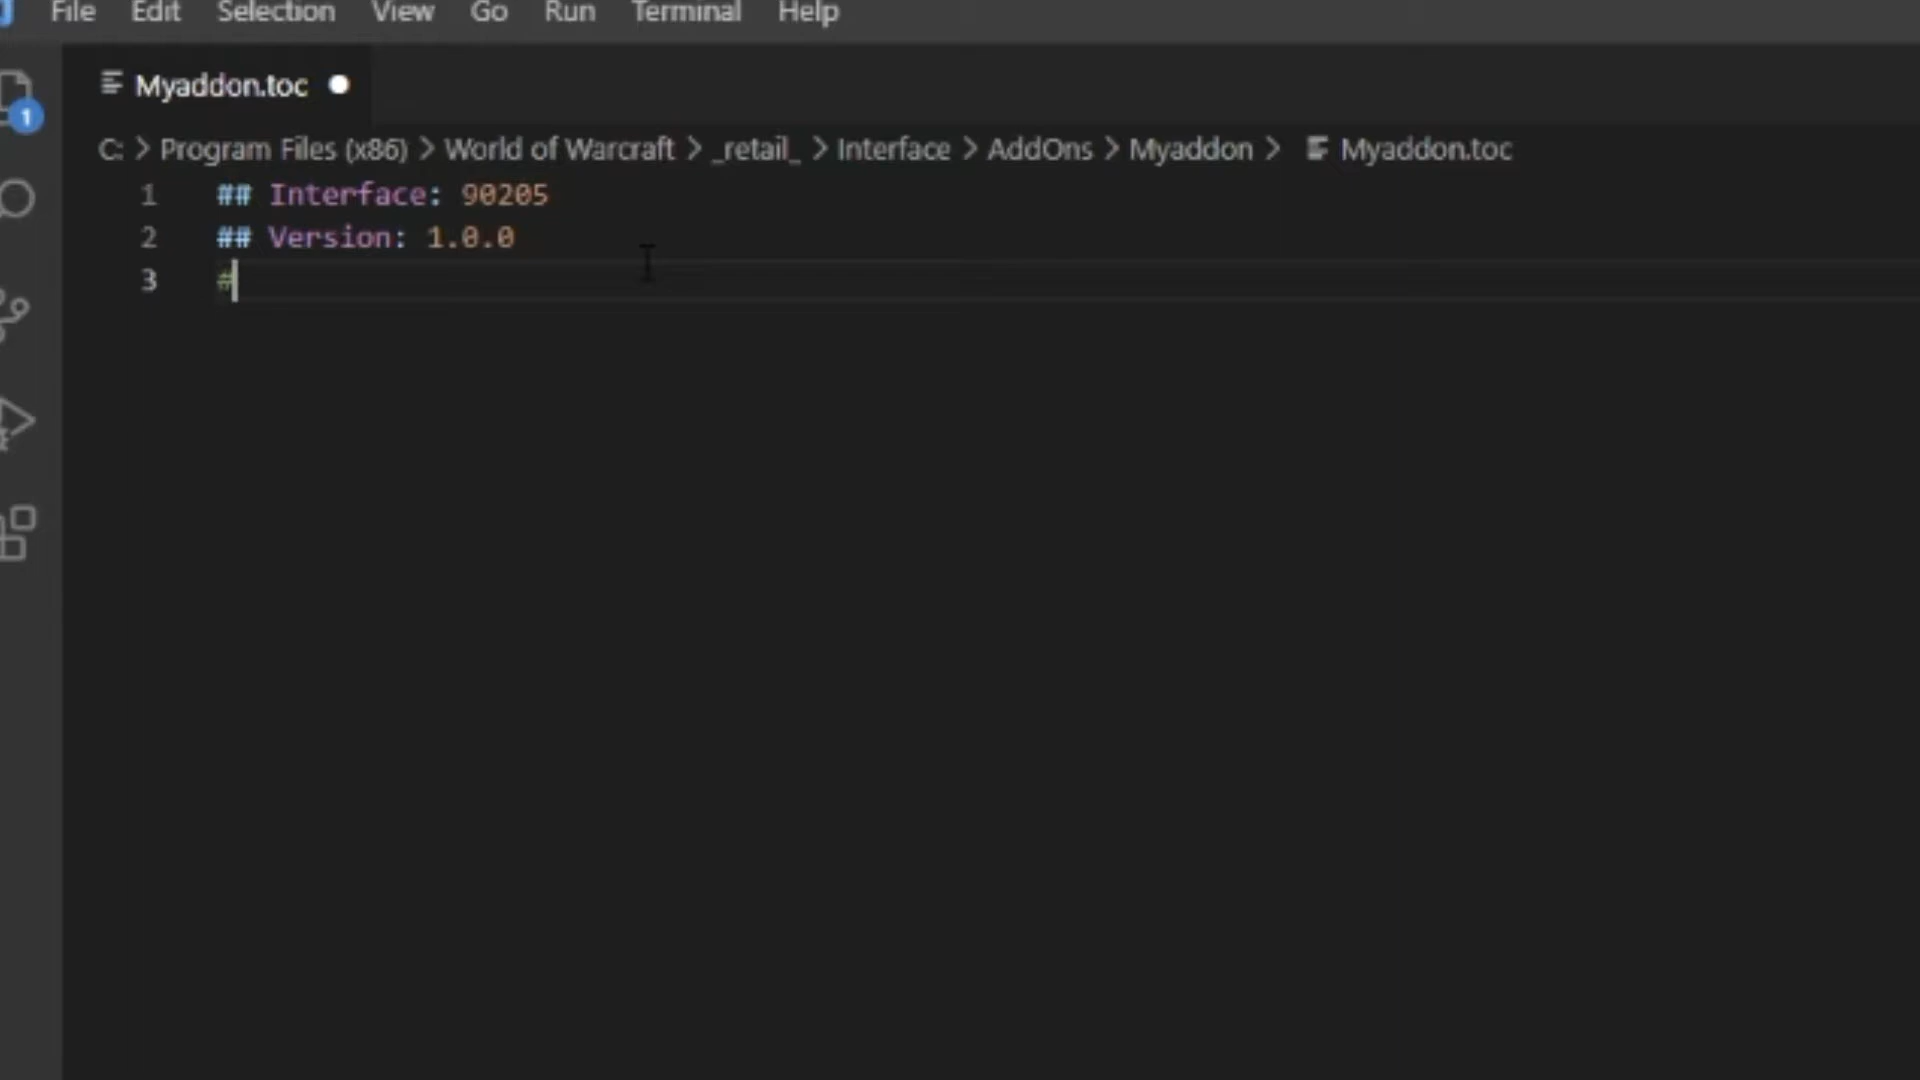 File Edit Selection View Go Run Terminal Help
Myaddon.toc
1
C: > Program Files (x86) > World of Warcraft > _retail_ > Interface > AddOns > Myaddon > Myaddon.toc
1 ## Interface: 90205
2 ## Version: 1.0.0
3 #